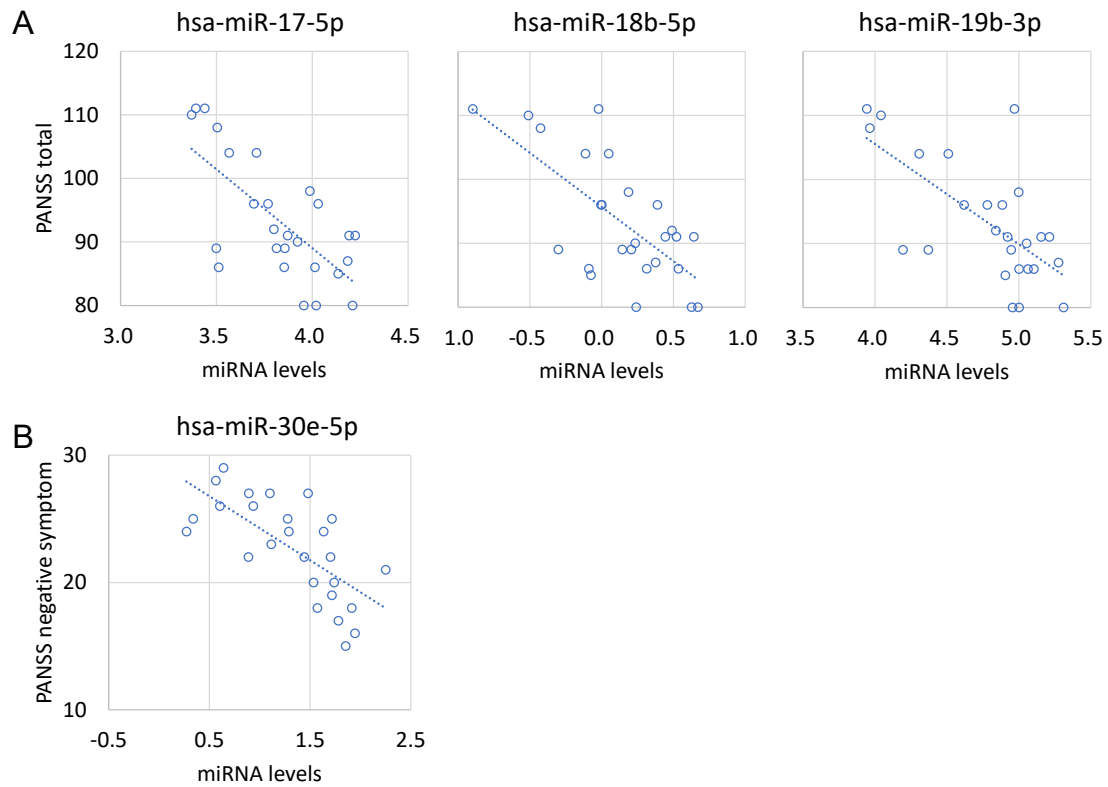 A
hsa-miR-17-5p
hsa-miR-18b-5p
hsa-miR-19b-3p
PANSS total
120
110
100
90
80
3.0 3.5 4.0 4.5
miRNA levels
1.0 -0.5 0.0 0.5 1.0
miRNA levels
3.5 4.0 4.5 5.0 5.5
miRNA levels
B
hsa-miR-30e-5p
PANSS negative symptom
30
20
10
-0.5 0.5 1.5 2.5
miRNA levels